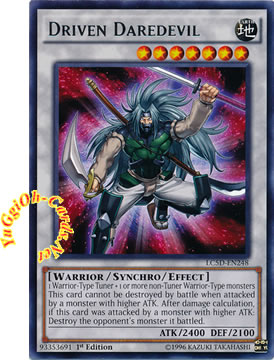 DRIVEN DAREDEVIL
EARTH
YuGgiOh-Cards.Net
LC5D-EN248
[WARRIOR/SYNCHRO/EFFECT]
1 Warrior-Type Tuner + 1 or more non-Tuner Warrior-Type monsters
This card cannot be destroyed by battle when attacked
by a monster with higher ATK. After damage calculation,
if this card was attacked by a monster with higher ATK:
Destroy the opponent's monster it battled.
ATK/2400 DEF/2100
93353691 1st Edition ©1996 KAZUKI TAKAHASHI